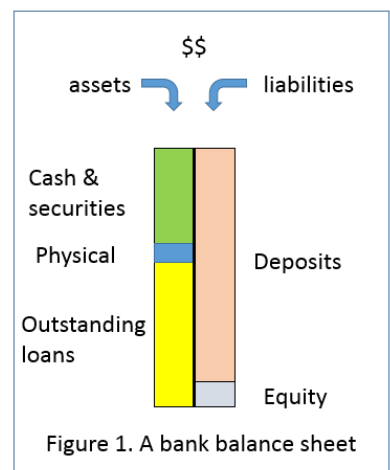 $$
assets
liabilities
Cash &
securities
Physical
Deposits
Outstanding
loans
Equity
Figure 1. A bank balance sheet